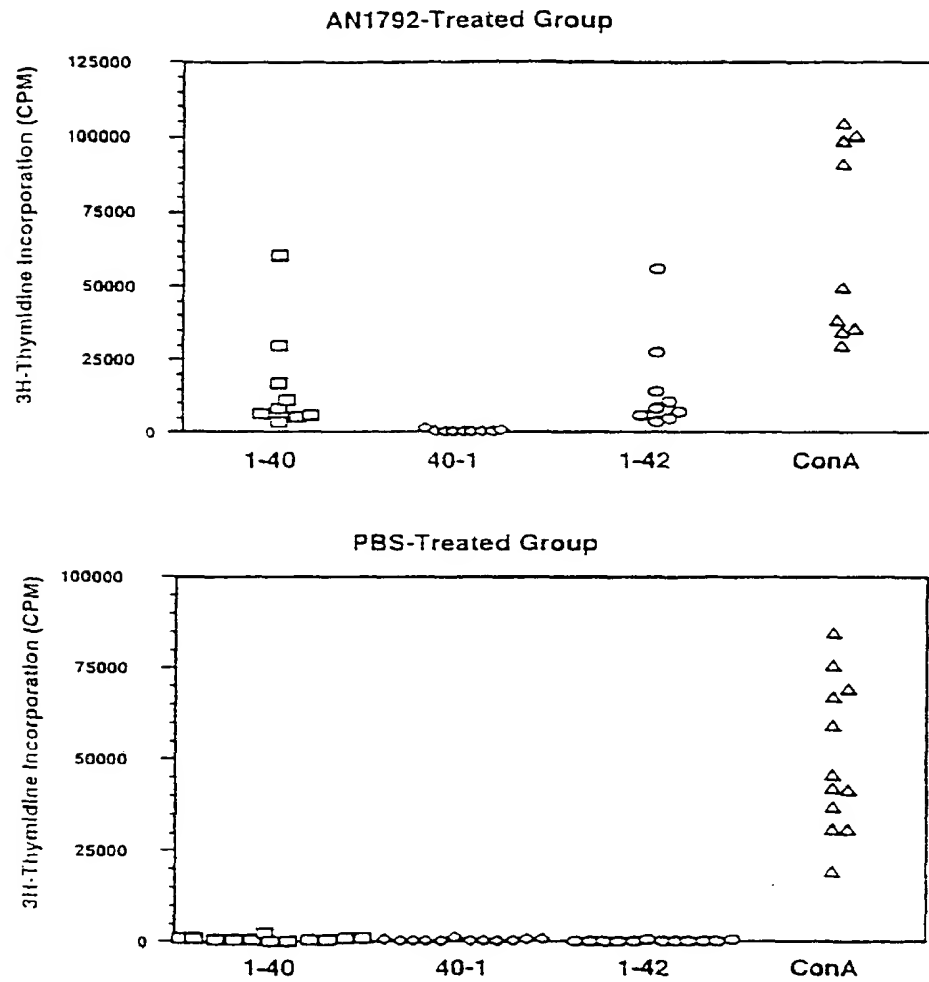 AN1792-Treated Group
3H-Thymidine Incorporation (CPM)
125000
100000
75000
50000
25000
0
1-40 40-1 1-42 ConA
PBS-Treated Group
3H-Thymidine Incorporation (CPM)
100000
75000
50000
25000
0
1-40 40-1 1-42 ConA